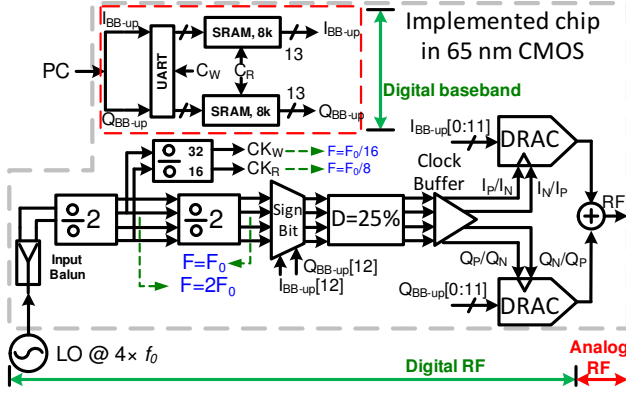 I_BB-up
SRAM, 8k
I_BB-up
13
Implemented chip
in 65 nm CMOS
PC
UART
C_W
C_R
Digital baseband
13
Q_BB-up
SRAM, 8k
Q_BB-up
I_BB-up[0:11]
DRAC
÷ 32
16
CK_W
F=F_0/16
CK_R
F=F_0/8
Clock
Buffer
I_P/I_N
I_N/I_P
÷2
÷2
Sign
Bit
D=25%
RF
Input
Balun
F=F_0
F=2F_0
Q_BB-up[12]
I_BB-up[12]
Q_P/Q_N
Q_N/Q_P
Q_BB-up[0:11]
DRAC
LO @ 4× f_0
Digital RF
Analog
RF